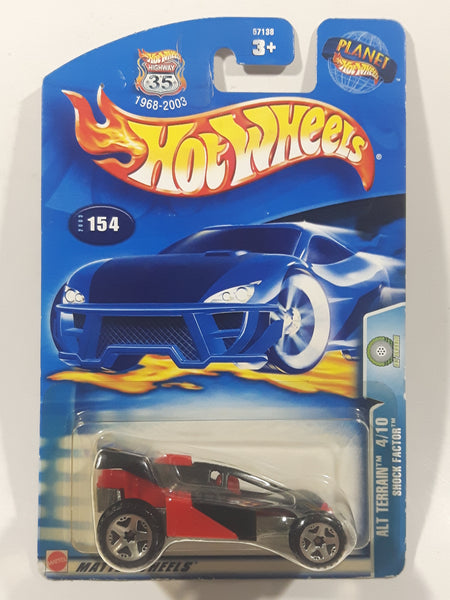 57138
3+
Hot Wheels
HIGHWAY
35
1968-2003
PLANET
Hot Wheels
HOT WHEELS
®
2003
154
ALT TERRAIN™ 4/10
SHOCK FACTOR™
MATTEL WHEELS